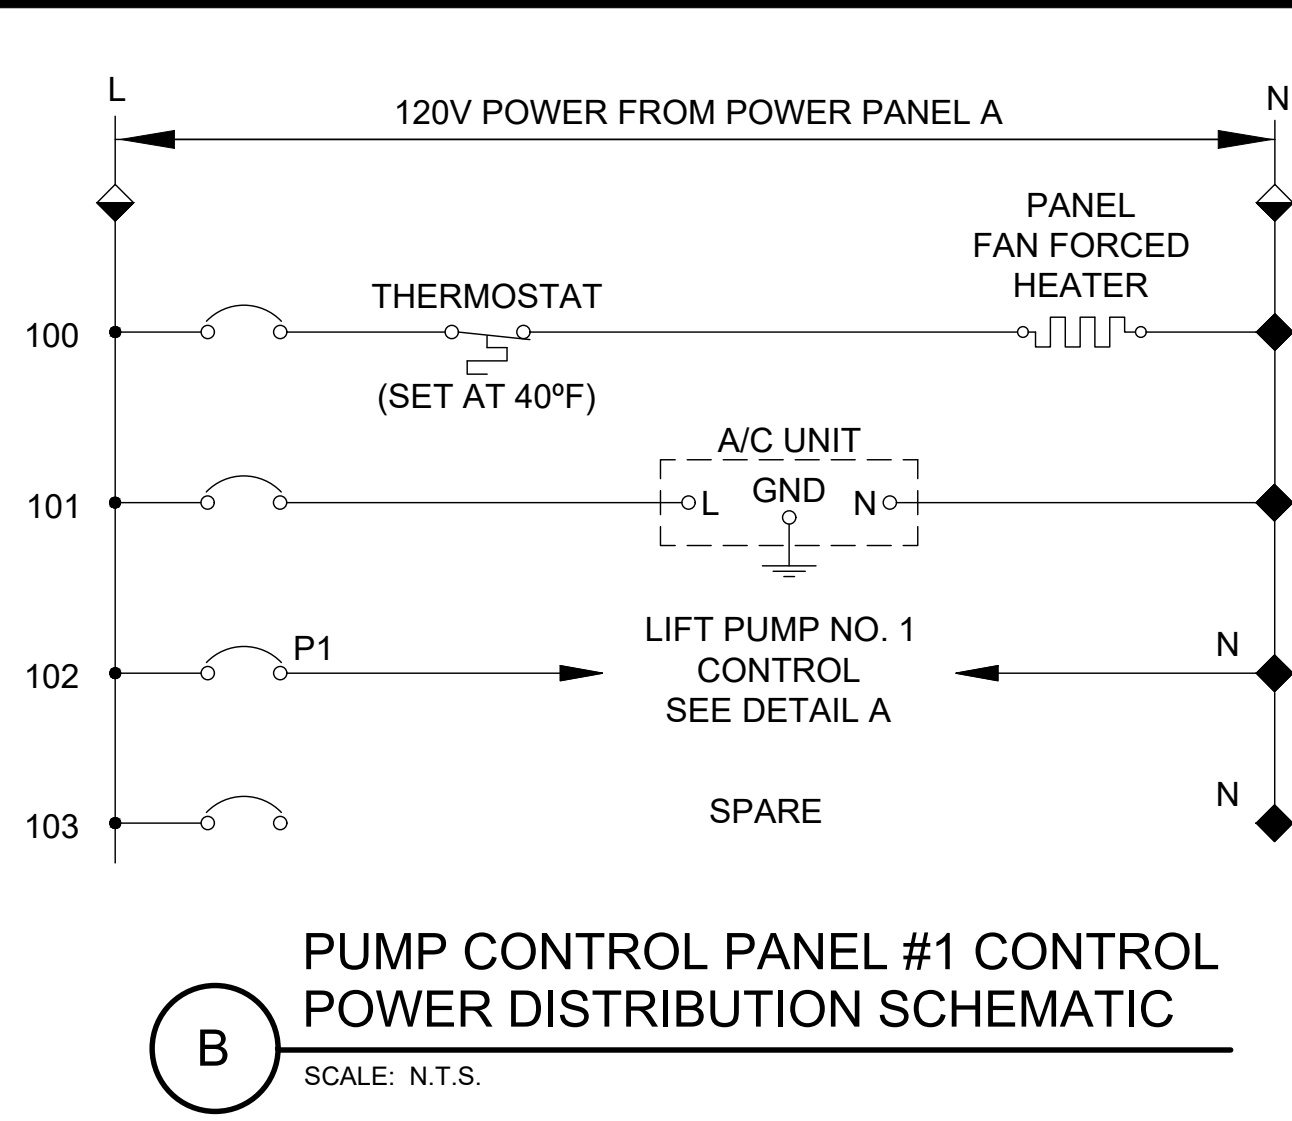 L
120V POWER FROM POWER PANEL A
N
PANEL
FAN FORCED
HEATER
THERMOSTAT
100
(SET AT 40ºF)
A/C UNIT
101
L
GND
N
LIFT PUMP NO. 1
P1
N
102
CONTROL
SEE DETAIL A
103
SPARE
N
PUMP CONTROL PANEL #1 CONTROL
POWER DISTRIBUTION SCHEMATIC
B
SCALE: N.T.S.